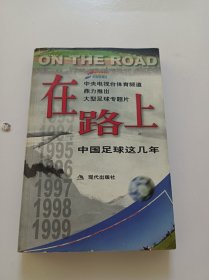 ON THE ROAD
中央电视台体育频道
鼎力推出
大型足球专题片
在路上
中国足球这几年
1995
1996
1997
1998
1999
现代出版社